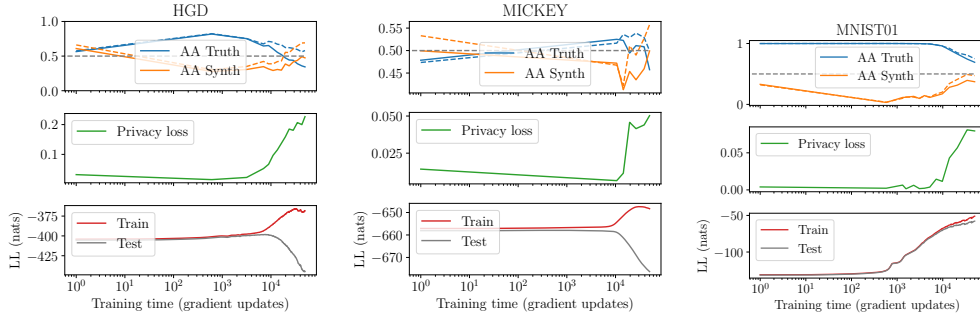 HGD
1.0
0.5
0.0
AA Truth
AA Synth
0.2
0.1
Privacy loss
−375
−400
−425
LL (nats)
Train
Test
10⁰ 10¹ 10² 10³ 10⁴
Training time (gradient updates)
MICKEY
0.55
0.50
0.45
AA Truth
AA Synth
0.050
0.025
Privacy loss
−650
−660
−670
LL (nats)
Train
Test
10⁰ 10¹ 10² 10³ 10⁴
Training time (gradient updates)
MNIST01
1
0
AA Truth
AA Synth
0.05
0.00
Privacy loss
−50
−100
LL (nats)
Train
Test
10⁰ 10¹ 10² 10³ 10⁴
Training time (gradient updates)